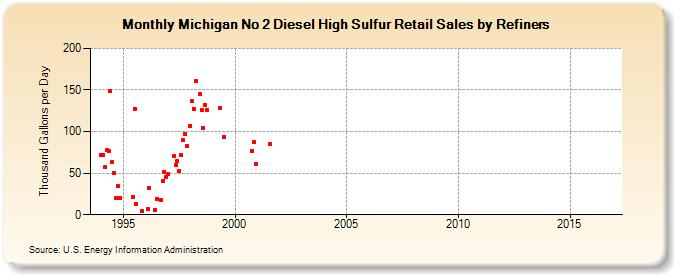 Monthly Michigan No 2 Diesel High Sulfur Retail Sales by Refiners
Thousand Gallons per Day
200
150
100
50
0
1995 2000 2005 2010 2015
Source: U.S. Energy Information Administration